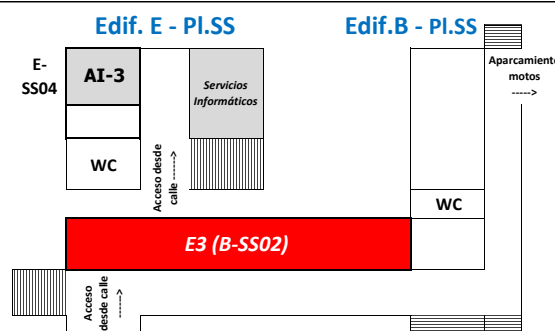 Edif. E - Pl.SS
Edif.B - Pl.SS
E-
SS04
AI-3
Servicios
Informáticos
Aparcamiento
motos
----->
WC
Acceso desde
calle ------>
WC
E3 (B-SS02)
Acceso
desde calle
---->